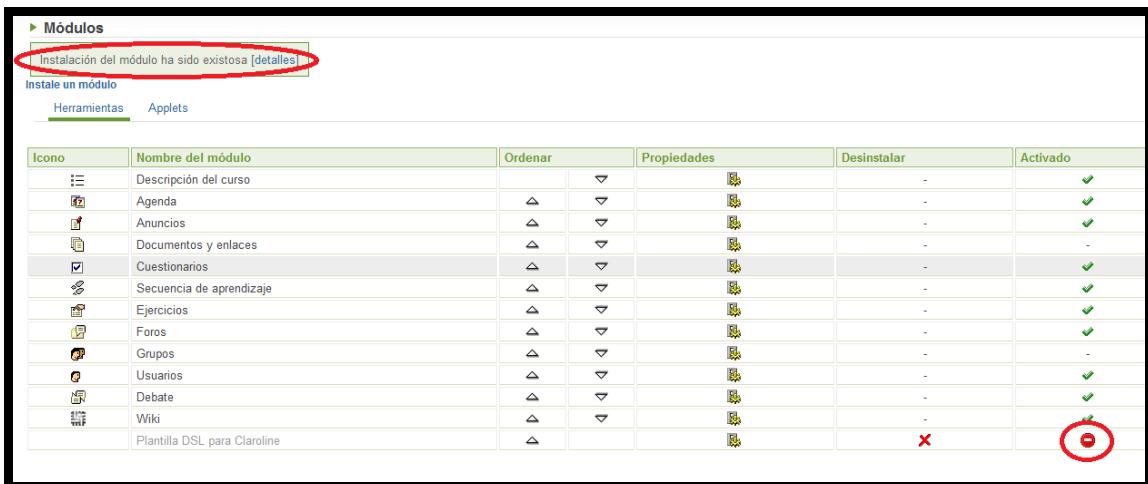 Módulos
Instalación del módulo ha sido existosa [detalles]
Instale un módulo
Herramientas Applets
Icono Nombre del módulo Ordenar Propiedades Desinstalar Activado
Descripción del curso -
Agenda -
Anuncios -
Documentos y enlaces - -
Cuestionarios -
Secuencia de aprendizaje -
Ejercicios -
Foros -
Grupos - -
Usuarios -
Debate -
Wiki -
Plantilla DSL para Claroline